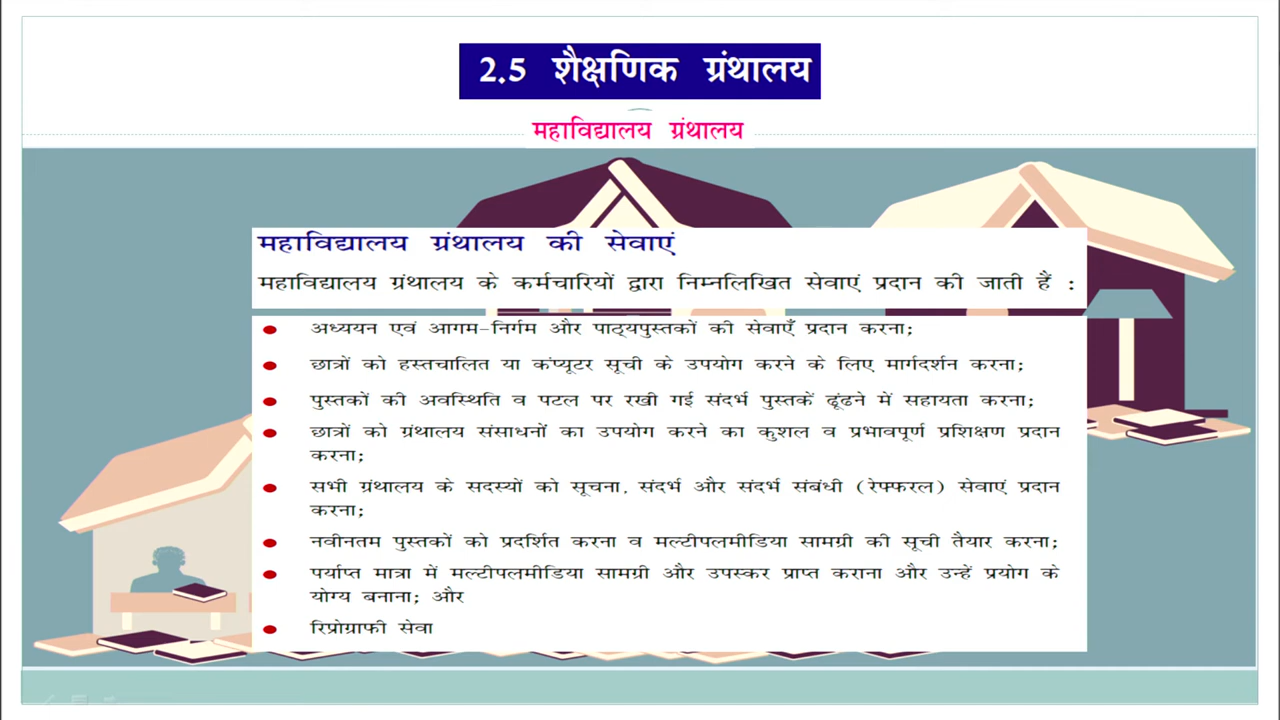 2.5 शैक्षणिक ग्रंथालय
महाविद्यालय ग्रंथालय
महाविद्यालय ग्रंथालय की सेवाएं
महाविद्यालय ग्रंथालय के कर्मचारियों द्वारा निम्नलिखित सेवाएं प्रदान की जाती हैं :
● अध्ययन एवं आगम-निर्गम और पाठ्यपुस्तकों की सेवाएँ प्रदान करना;
● छात्रों को हस्तचालित या कंप्यूटर सूची के उपयोग करने के लिए मार्गदर्शन करना;
● पुस्तकों की अवस्थिति व पटल पर रखी गई संदर्भ पुस्तकें ढूंढने में सहायता करना;
● छात्रों को ग्रंथालय संसाधनों का उपयोग करने का कुशल व प्रभावपूर्ण प्रशिक्षण प्रदान
करना;
● सभी ग्रंथालय के सदस्यों को सूचना, संदर्भ और संदर्भ संबंधी (रेफ्फरल) सेवाएं प्रदान
करना;
● नवीनतम पुस्तकों को प्रदर्शित करना व मल्टीपलमीडिया सामग्री की सूची तैयार करना;
● पर्याप्त मात्रा में मल्टीपलमीडिया सामग्री और उपस्कर प्राप्त कराना और उन्हें प्रयोग के
योग्य बनाना; और
● रिप्रोग्राफी सेवा